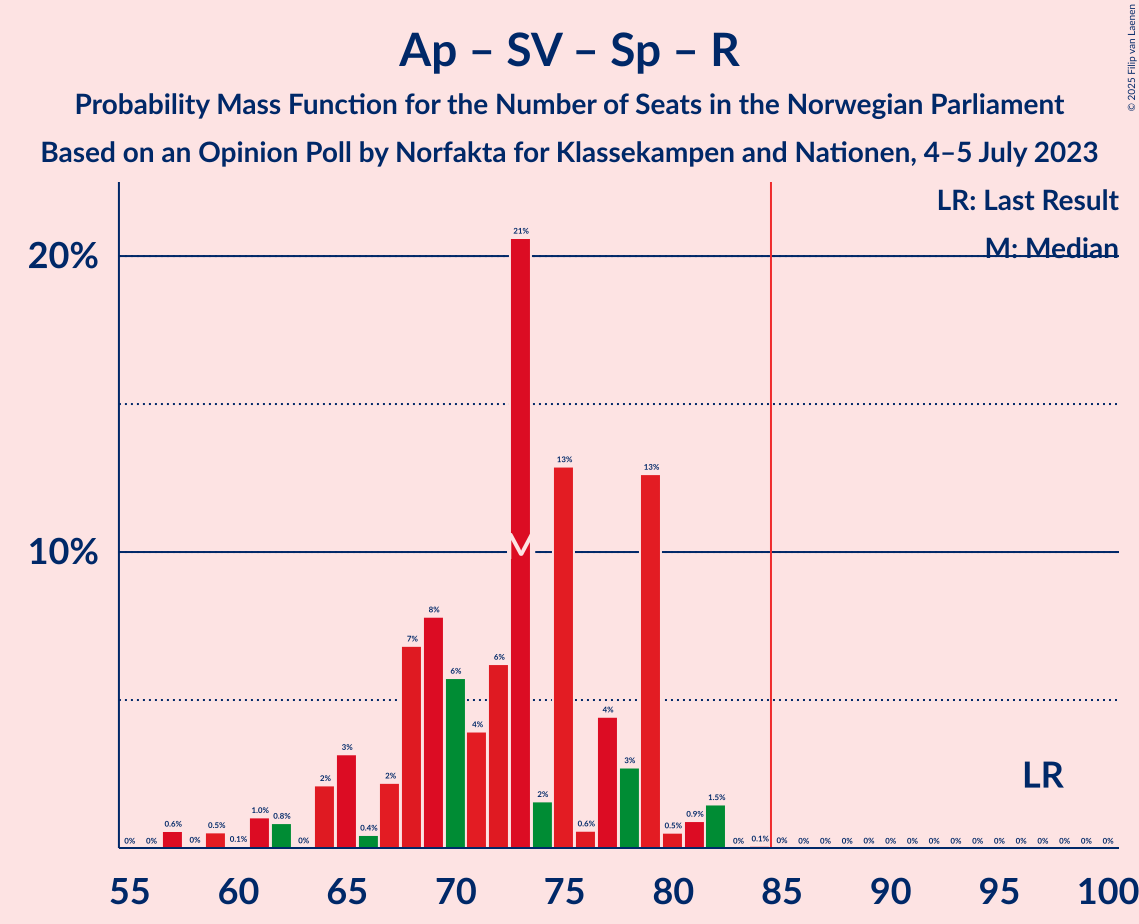 Ap – SV – Sp – R
Probability Mass Function for the Number of Seats in the Norwegian Parliament
Based on an Opinion Poll by Norfakta for Klassekampen and Nationen, 4–5 July 2023
© 2025 Filip van Laenen
LR: Last Result
M: Median
20%
10%
0% 0% 0.6% 0% 0.5% 0.1% 1.0% 0.8% 0% 2% 3% 0.4% 2% 7% 8% 6% 4% 6% 21% 2% 13% 0.6% 4% 3% 13% 0.5% 0.9% 1.5% 0% 0.1% 0% 0% 0% 0% 0% 0% 0% 0% 0% 0% 0% 0% 0% 0% 0% 0%
M
LR
55 60 65 70 75 80 85 90 95 100